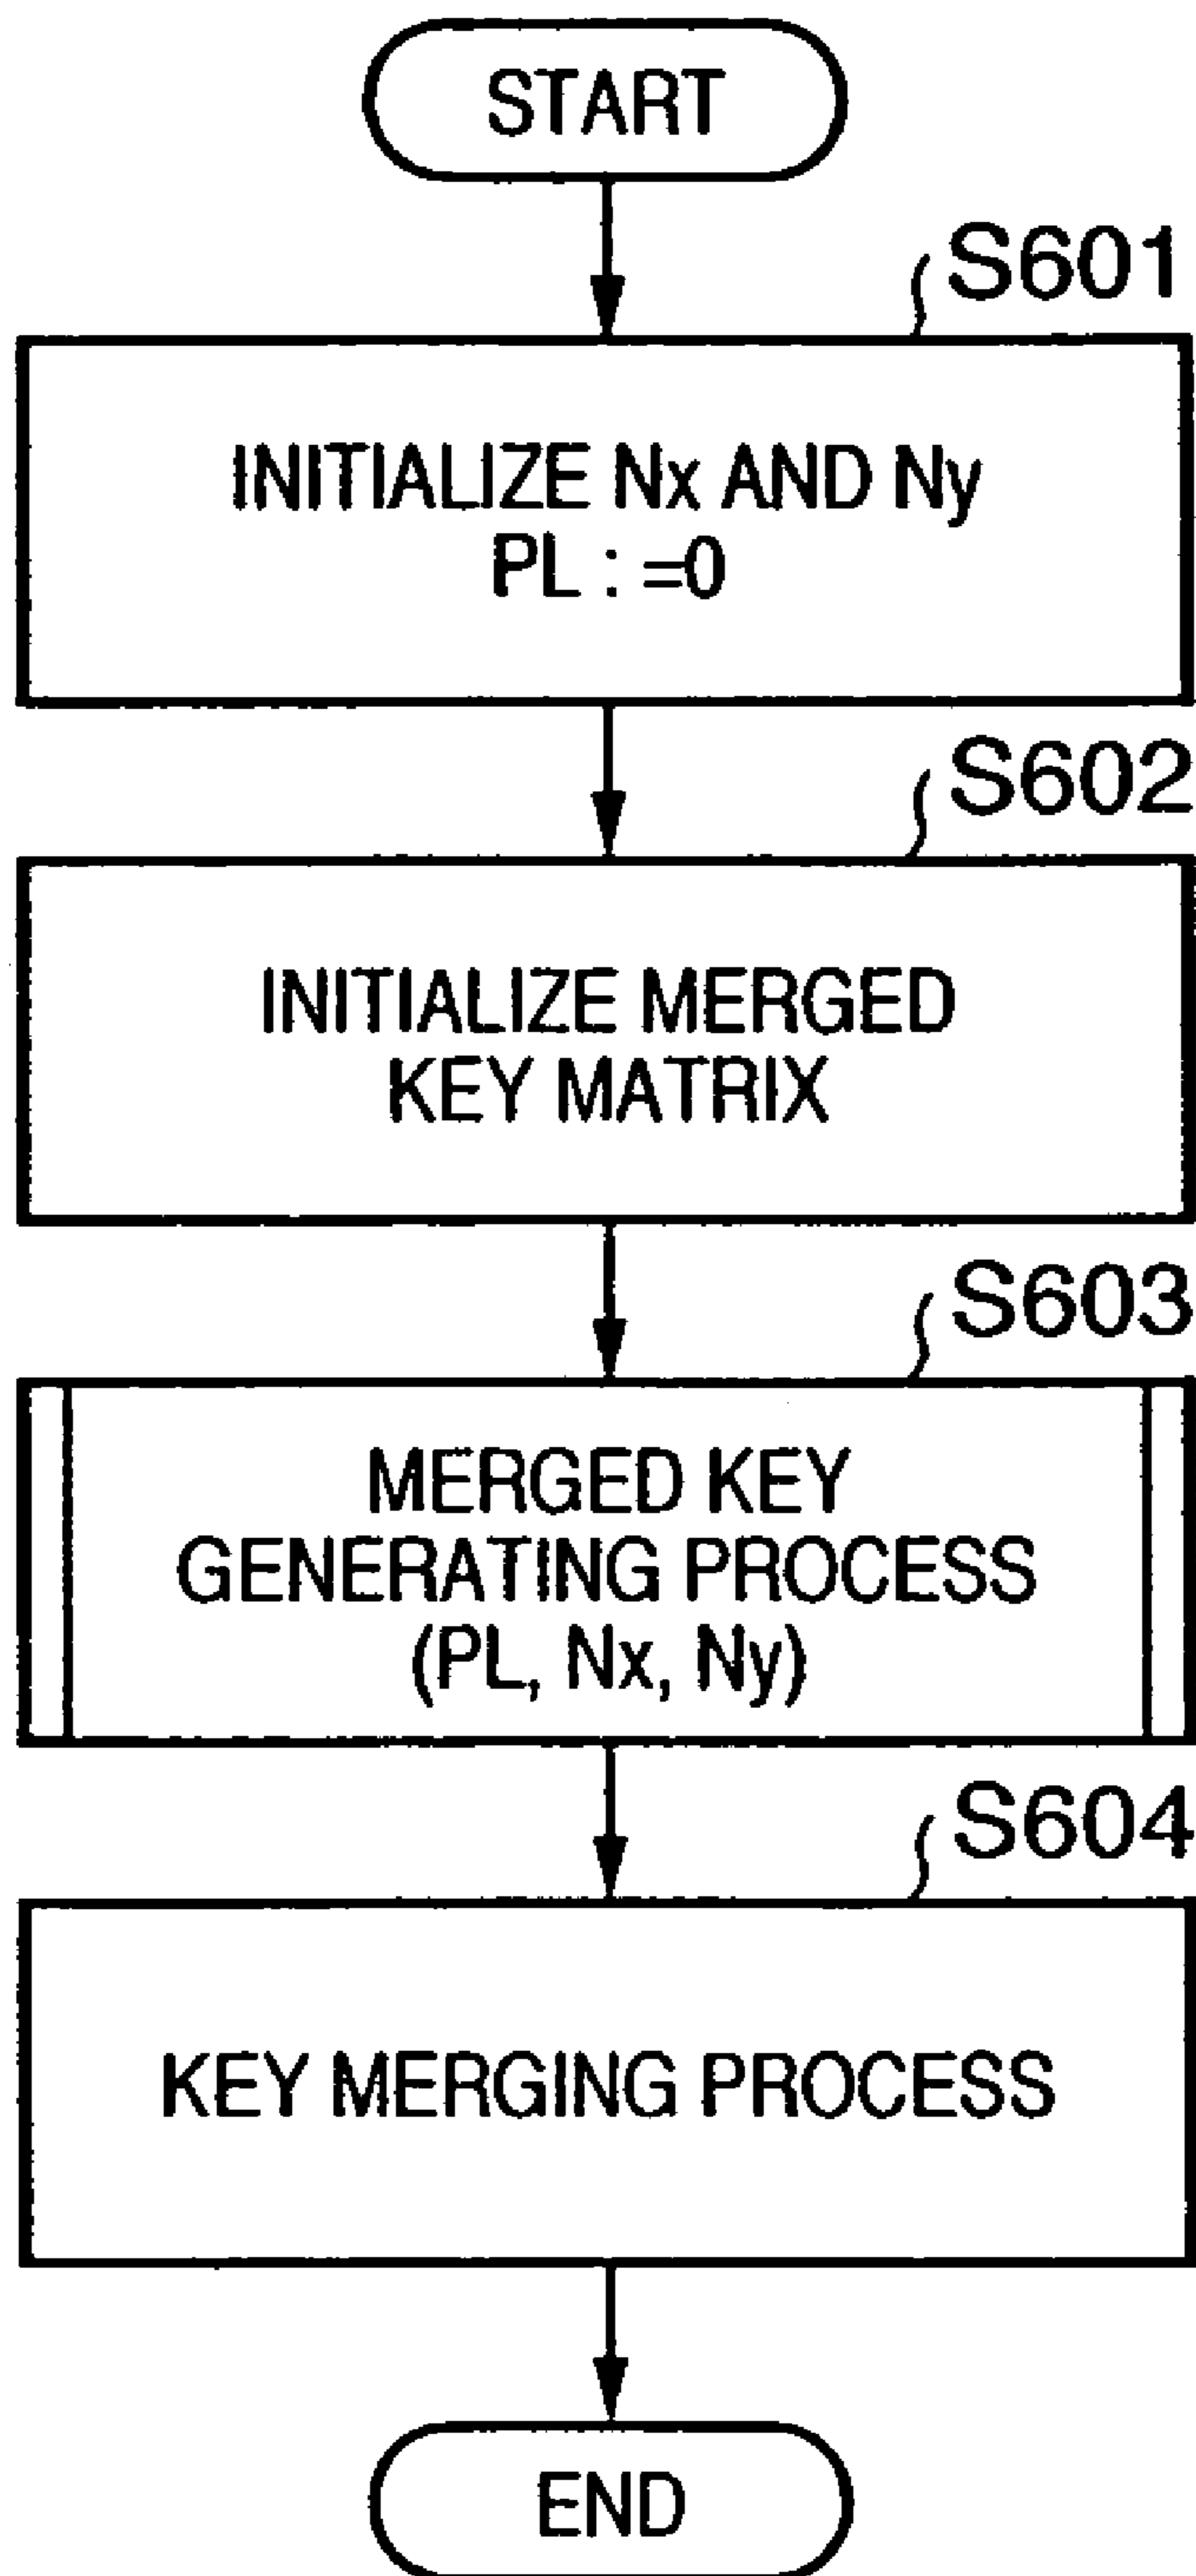 START
S601
INITIALIZE Nx AND Ny
PL : =0
S602
INITIALIZE MERGED
KEY MATRIX
S603
MERGED KEY
GENERATING PROCESS
(PL, Nx, Ny)
S604
KEY MERGING PROCESS
END